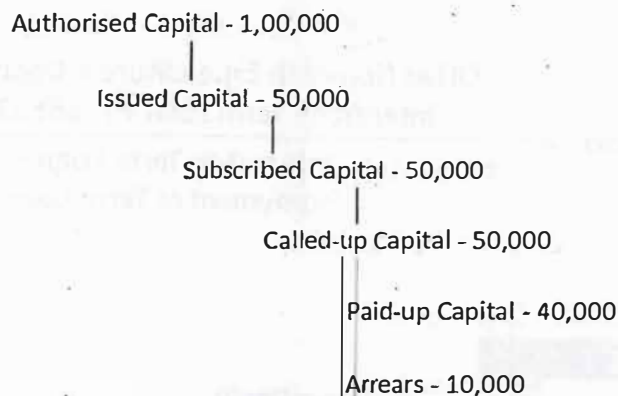 Authorised Capital - 1,00,000
Issued Capital - 50,000
Subscribed Capital - 50,000
Called-up Capital - 50,000
Paid-up Capital - 40,000
Arrears - 10,000